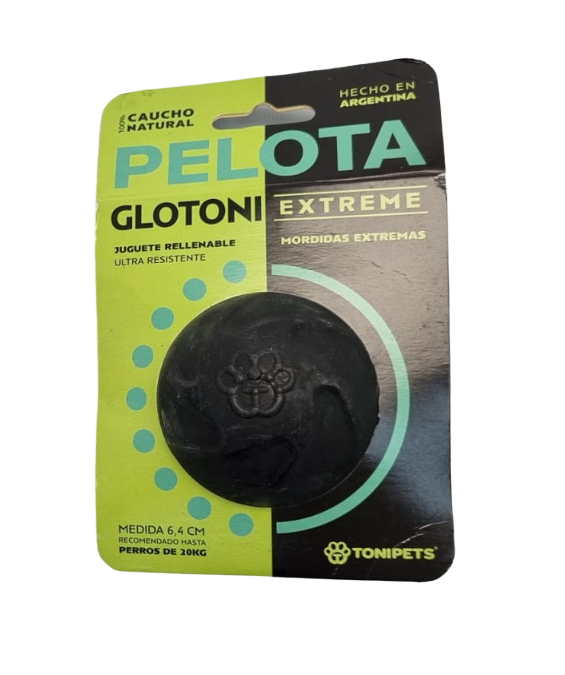 100% CAUCHO
NATURAL
HECHO EN
ARGENTINA
PELOTA
GLOTONI EXTREME
JUGUETE RELLENABLE
ULTRA RESISTENTE
MORDIDAS EXTREMAS
T
MEDIDA 6,4 CM
RECOMENDADO HASTA
PERROS DE 20KG
TONIPETS®